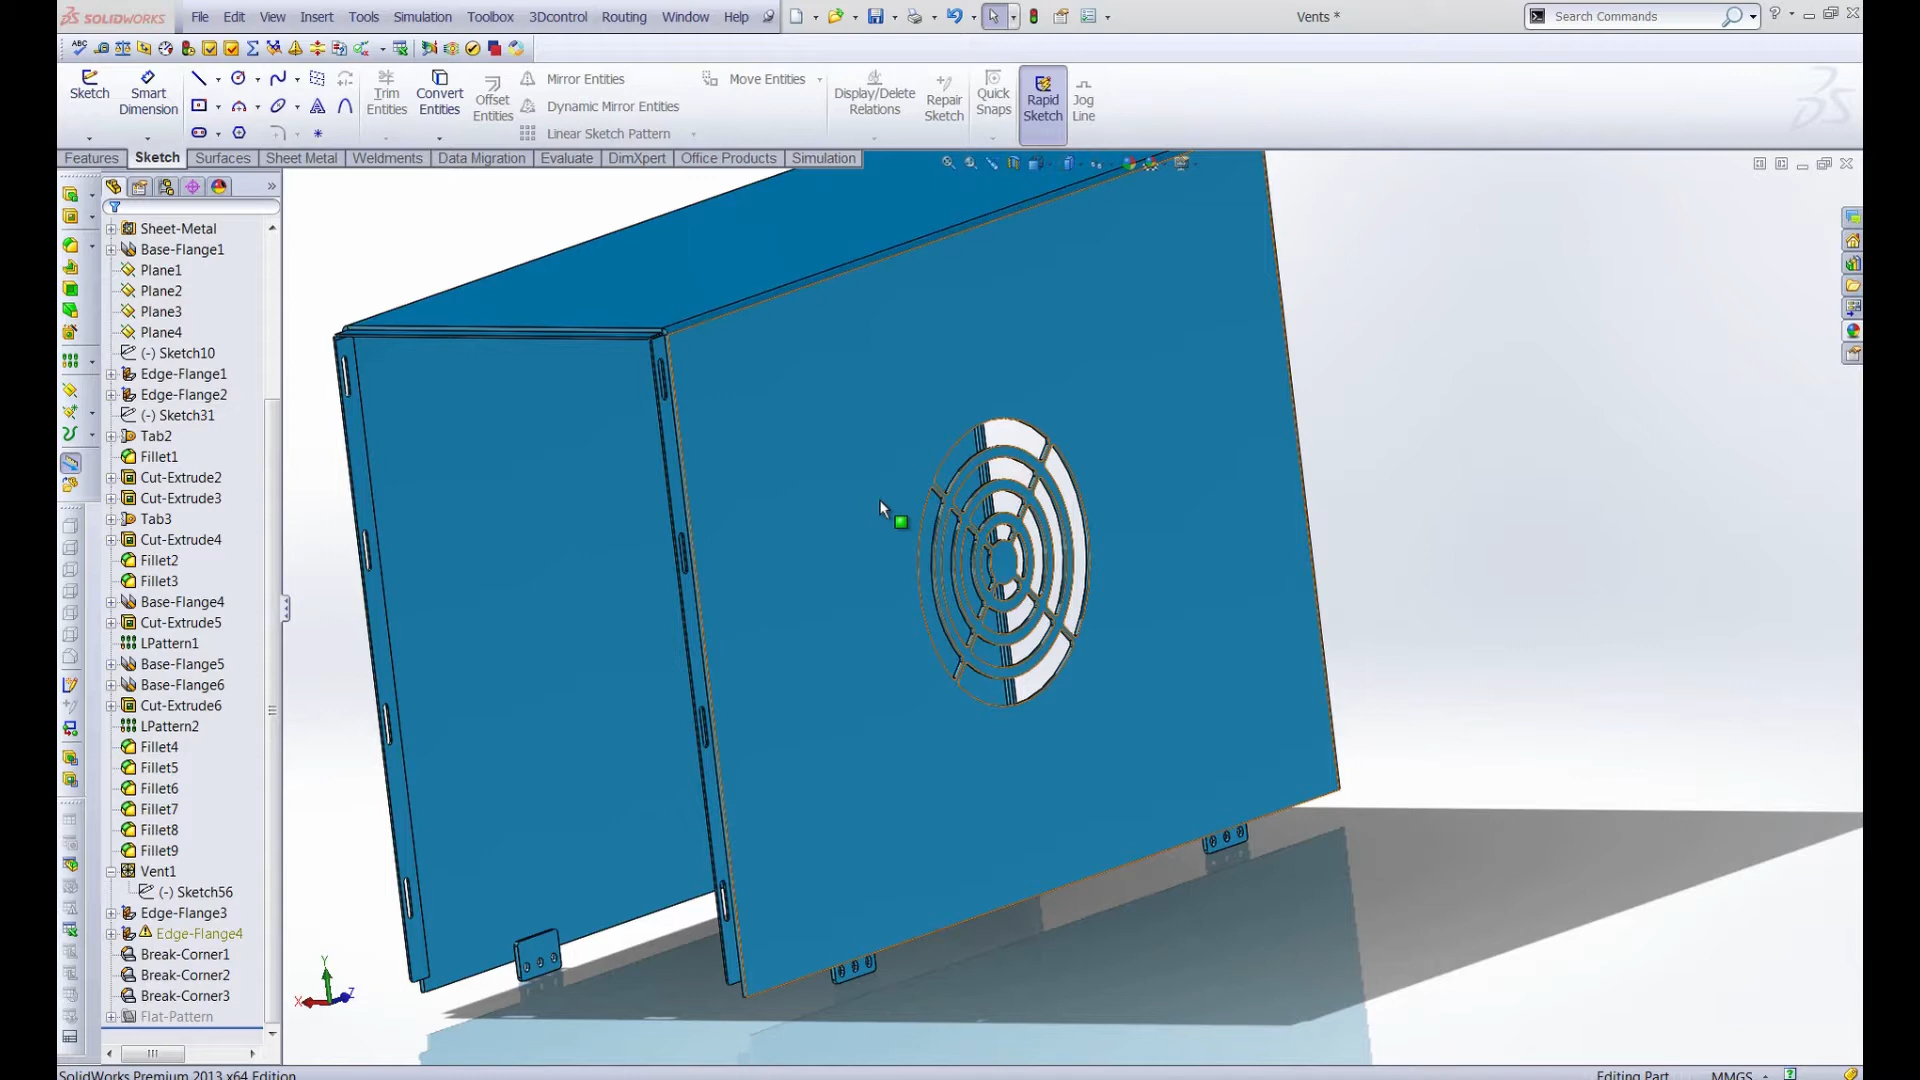 SOLIDWORKS File Edit View Insert Tools Simulation Toolbox 3Dcontrol Routing Window Help Vents * Search Commands
ABC
Sketch Smart Dimension Trim Entities Convert Entities Offset Entities Mirror Entities Dynamic Mirror Entities Linear Sketch Pattern Move Entities Display/Delete Relations Repair Sketch Quick Snaps Rapid Sketch Jog Line
Features Sketch Surfaces Sheet Metal Weldments Data Migration Evaluate DimXpert Office Products Simulation
Sheet-Metal
Base-Flange1
Plane1
Plane2
Plane3
Plane4
(-) Sketch10
Edge-Flange1
Edge-Flange2
(-) Sketch31
Tab2
Fillet1
Cut-Extrude2
Cut-Extrude3
Tab3
Cut-Extrude4
Fillet2
Fillet3
Base-Flange4
Cut-Extrude5
LPattern1
Base-Flange5
Base-Flange6
Cut-Extrude6
LPattern2
Fillet4
Fillet5
Fillet6
Fillet7
Fillet8
Fillet9
Vent1
(-) Sketch56
Edge-Flange3
Edge-Flange4
Break-Corner1
Break-Corner2
Break-Corner3
Flat-Pattern
Y
X Z
SolidWorks Premium 2013 x64 Edition Editing Part MMGS